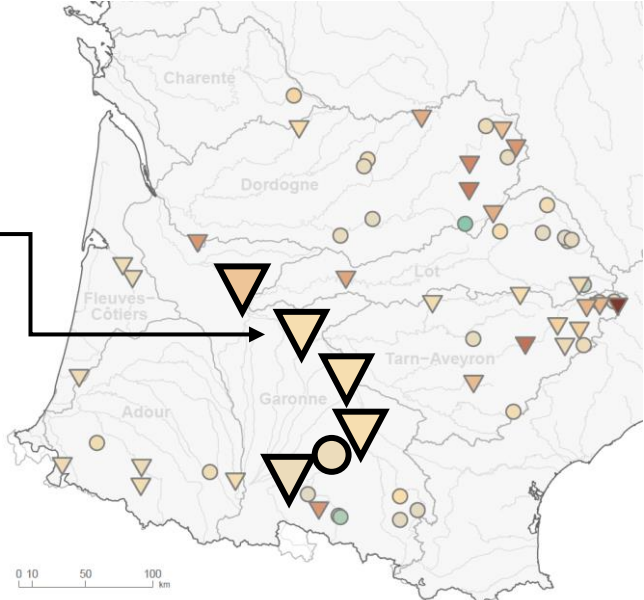 Charente
Dordogne
Lot
Fleuves-
Côtiers
Tarn-Aveyron
Garonne
Adour
0 10 50 100
km